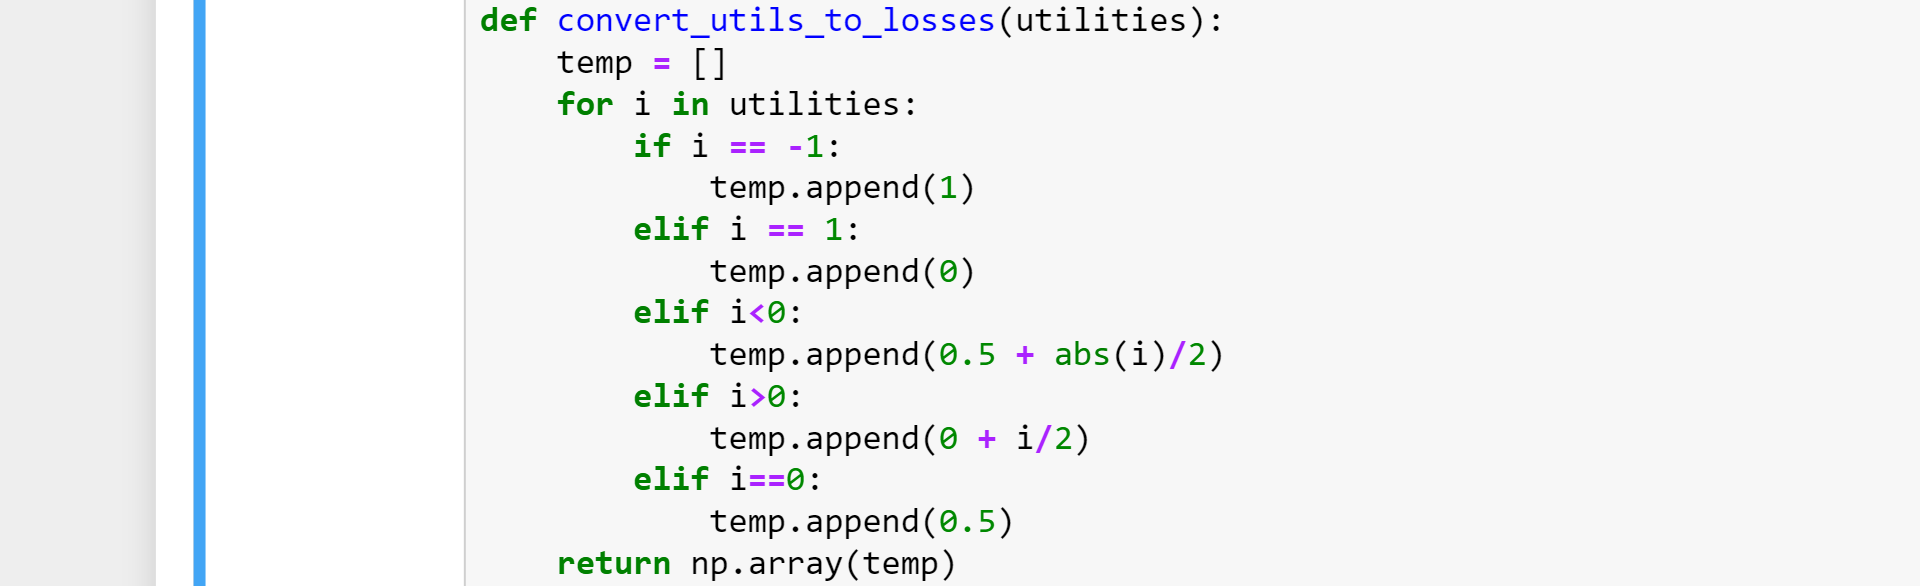 def convert_utils_to_losses(utilities):
    temp = []
    for i in utilities:
        if i == -1:
            temp.append(1)
        elif i == 1:
            temp.append(0)
        elif i<0:
            temp.append(0.5 + abs(i)/2)
        elif i>0:
            temp.append(0 + i/2)
        elif i==0:
            temp.append(0.5)
    return np.array(temp)